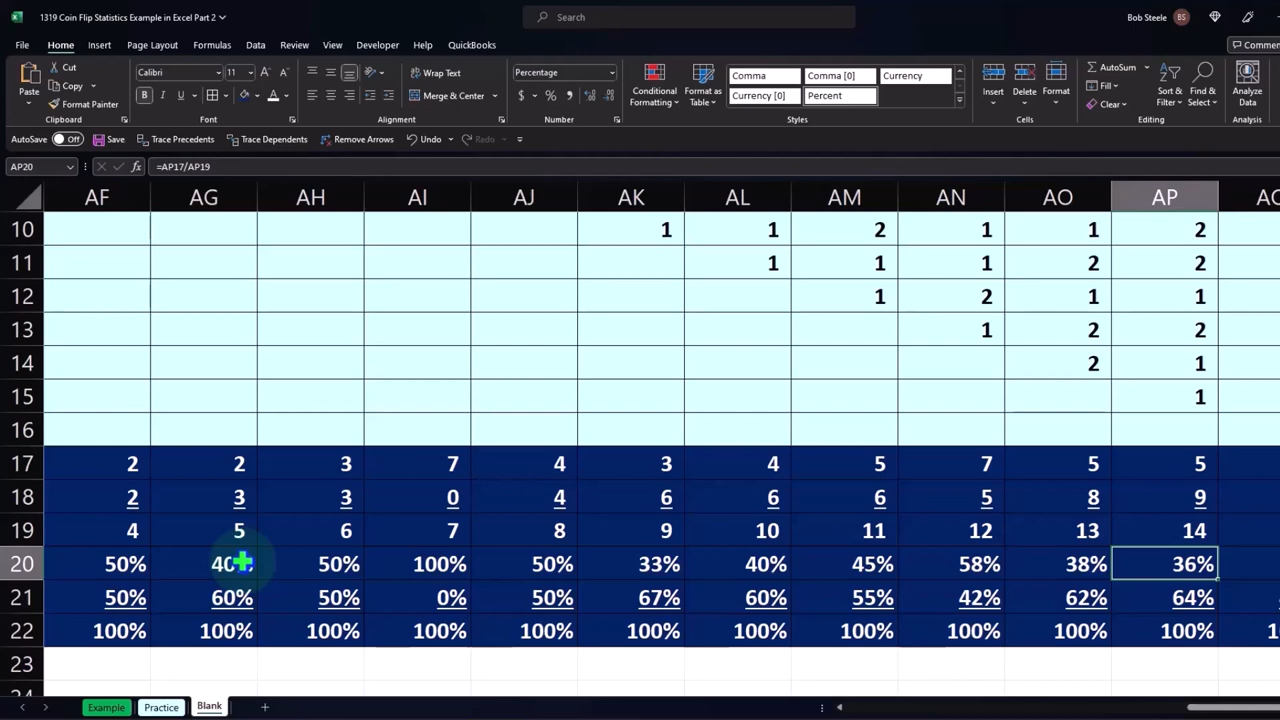 1319 Coin Flip Statistics Example in Excel Part 2
Search
Bob Steele BS
File Home Insert Page Layout Formulas Data Review View Developer Help QuickBooks
Paste Cut Copy Format Painter Clipboard
Calibri 11 B I U Font
Wrap Text Merge & Center Alignment
Percentage $ % Number
Conditional Formatting Format as Table
Comma Comma [0] Currency
Currency [0] Percent
Styles
Insert Delete Format Cells
AutoSum Fill Clear Sort & Filter Find & Select Editing
Analyze Data Analysis
AutoSave Off Save Trace Precedents Trace Dependents Remove Arrows Undo Redo
AP20 fx =AP17/AP19
AF AG AH AI AJ AK AL AM AN AO AP
10 1 1 2 1 1 2
11 1 1 1 2 2
12 1 2 1 1
13 1 2 2
14 2 1
15 1
16
17 2 2 3 7 4 3 4 5 7 5 5
18 2 3 3 0 4 6 6 6 5 8 9
19 4 5 6 7 8 9 10 11 12 13 14
20 50% 40% 50% 100% 50% 33% 40% 45% 58% 38% 36%
21 50% 60% 50% 0% 50% 67% 60% 55% 42% 62% 64%
22 100% 100% 100% 100% 100% 100% 100% 100% 100% 100% 100%
23
Example Practice Blank